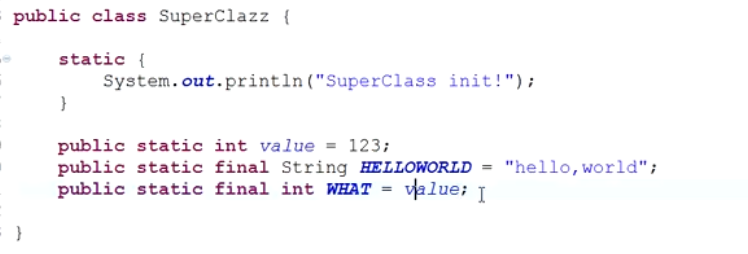 public class SuperClazz {
static {
System.out.println("SuperClass init!");
}
public static int value = 123;
public static final String HELLOWORLD = "hello,world";
public static final int WHAT = value;
}